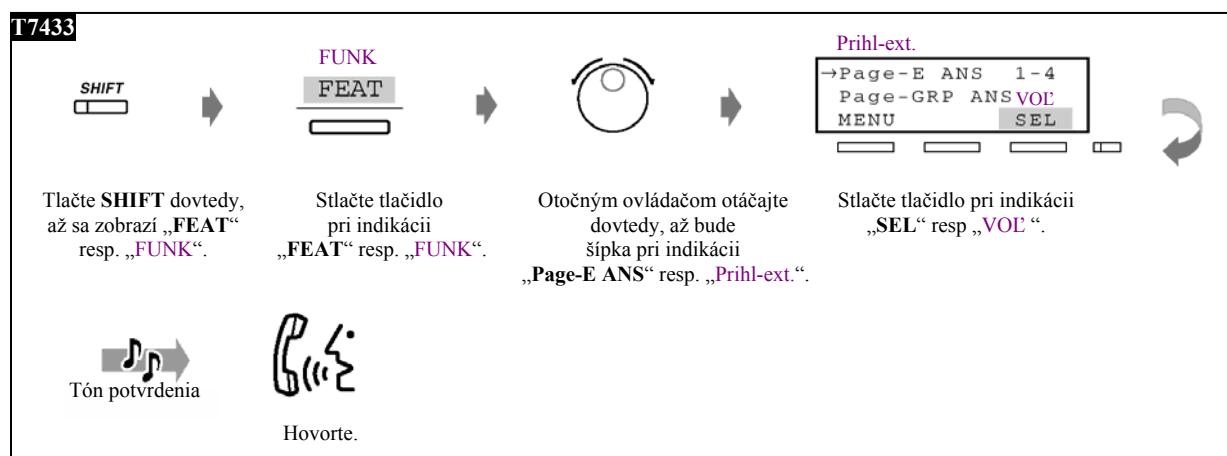 T7433
SHIFT
FUNK
FEAT
Prihl-ext.
→Page-E ANS 1-4
Page-GRP ANS VOĽ
MENU SEL
Tlačte SHIFT dovtedy,
až sa zobrazí „FEAT“
resp. „FUNK“.
Stlačte tlačidlo
pri indikácii
„FEAT“ resp. „FUNK“.
Otočným ovládačom otáčajte
dovtedy, až bude
šípka pri indikácii
„Page-E ANS“ resp. „Prihl-ext.“.
Stlačte tlačidlo pri indikácii
„SEL“ resp „VOĽ “.
Tón potvrdenia
Hovorte.